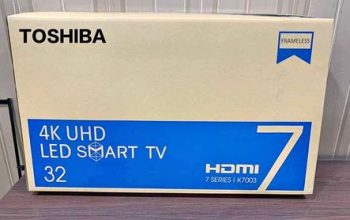 TOSHIBA
FRAMELESS
4K UHD
LED SMART TV
32
HDMI
7 SERIES | K7003
7